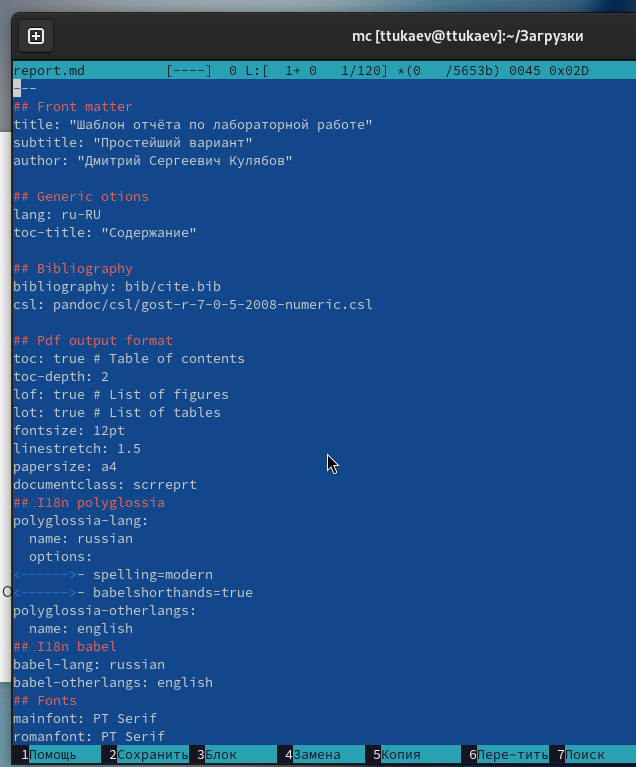 mc [ttukaev@ttukaev]:~/Загрузки
report.md          [----]  0 L:[  1+ 0   1/120] *(0   /5653b) 0045 0x02D
---
## Front matter
title: "Шаблон отчёта по лабораторной работе"
subtitle: "Простейший вариант"
author: "Дмитрий Сергеевич Кулябов"

## Generic otions
lang: ru-RU
toc-title: "Содержание"

## Bibliography
bibliography: bib/cite.bib
csl: pandoc/csl/gost-r-7-0-5-2008-numeric.csl

## Pdf output format
toc: true # Table of contents
toc-depth: 2
lof: true # List of figures
lot: true # List of tables
fontsize: 12pt
linestretch: 1.5
papersize: a4
documentclass: scrreprt
## I18n polyglossia
polyglossia-lang:
  name: russian
  options:
<------>- spelling=modern
<------>- babelshorthands=true
polyglossia-otherlangs:
  name: english
## I18n babel
babel-lang: russian
babel-otherlangs: english
## Fonts
mainfont: PT Serif
romanfont: PT Serif
1Помощь 2Сохранить 3Блок 4Замена 5Копия 6Пере~тить 7Поиск